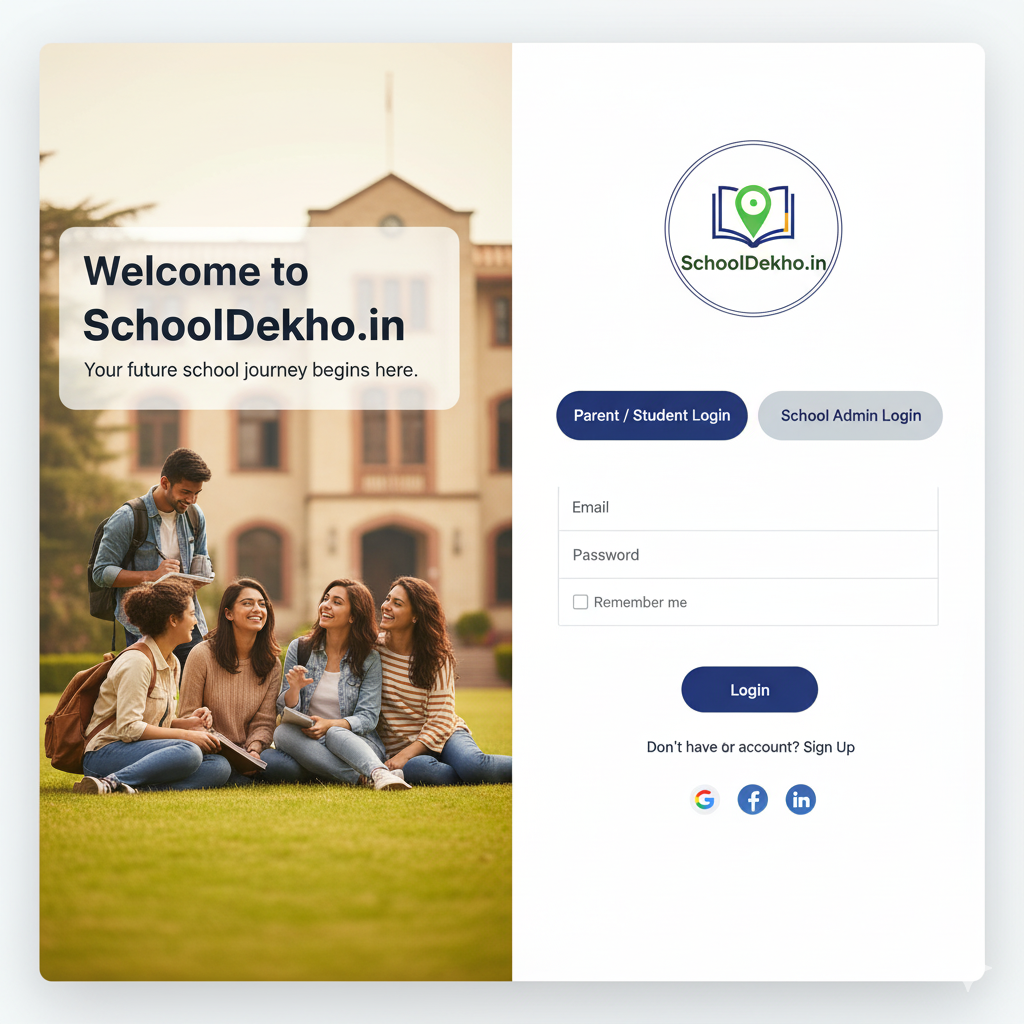 Welcome to
SchoolDekho.in
Your future school journey begins here.
SchoolDekho.in
Parent / Student Login
School Admin Login
Email
Password
Remember me
Login
Don't have or account? Sign Up
G
f
in